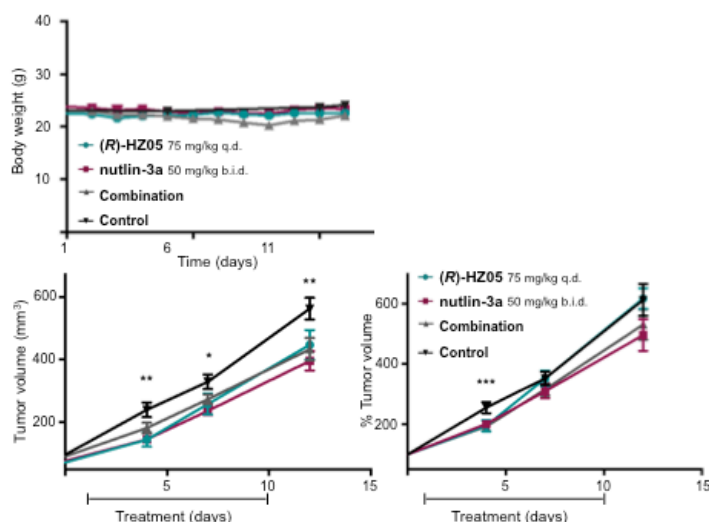 40
30
20
10
Body weight (g)
(R)-HZ05 75 mg/kg q.d.
nutlin-3a 50 mg/kg b.i.d.
Combination
Control
1 6 11
Time (days)
Tumor volume (mm³)
600
400
200
**
*
**
5 10 15
Treatment (days)
% Tumor volume
600
400
200
(R)-HZ05 75 mg/kg q.d.
nutlin-3a 50 mg/kg b.i.d.
Combination
Control
***
5 10 15
Treatment (days)